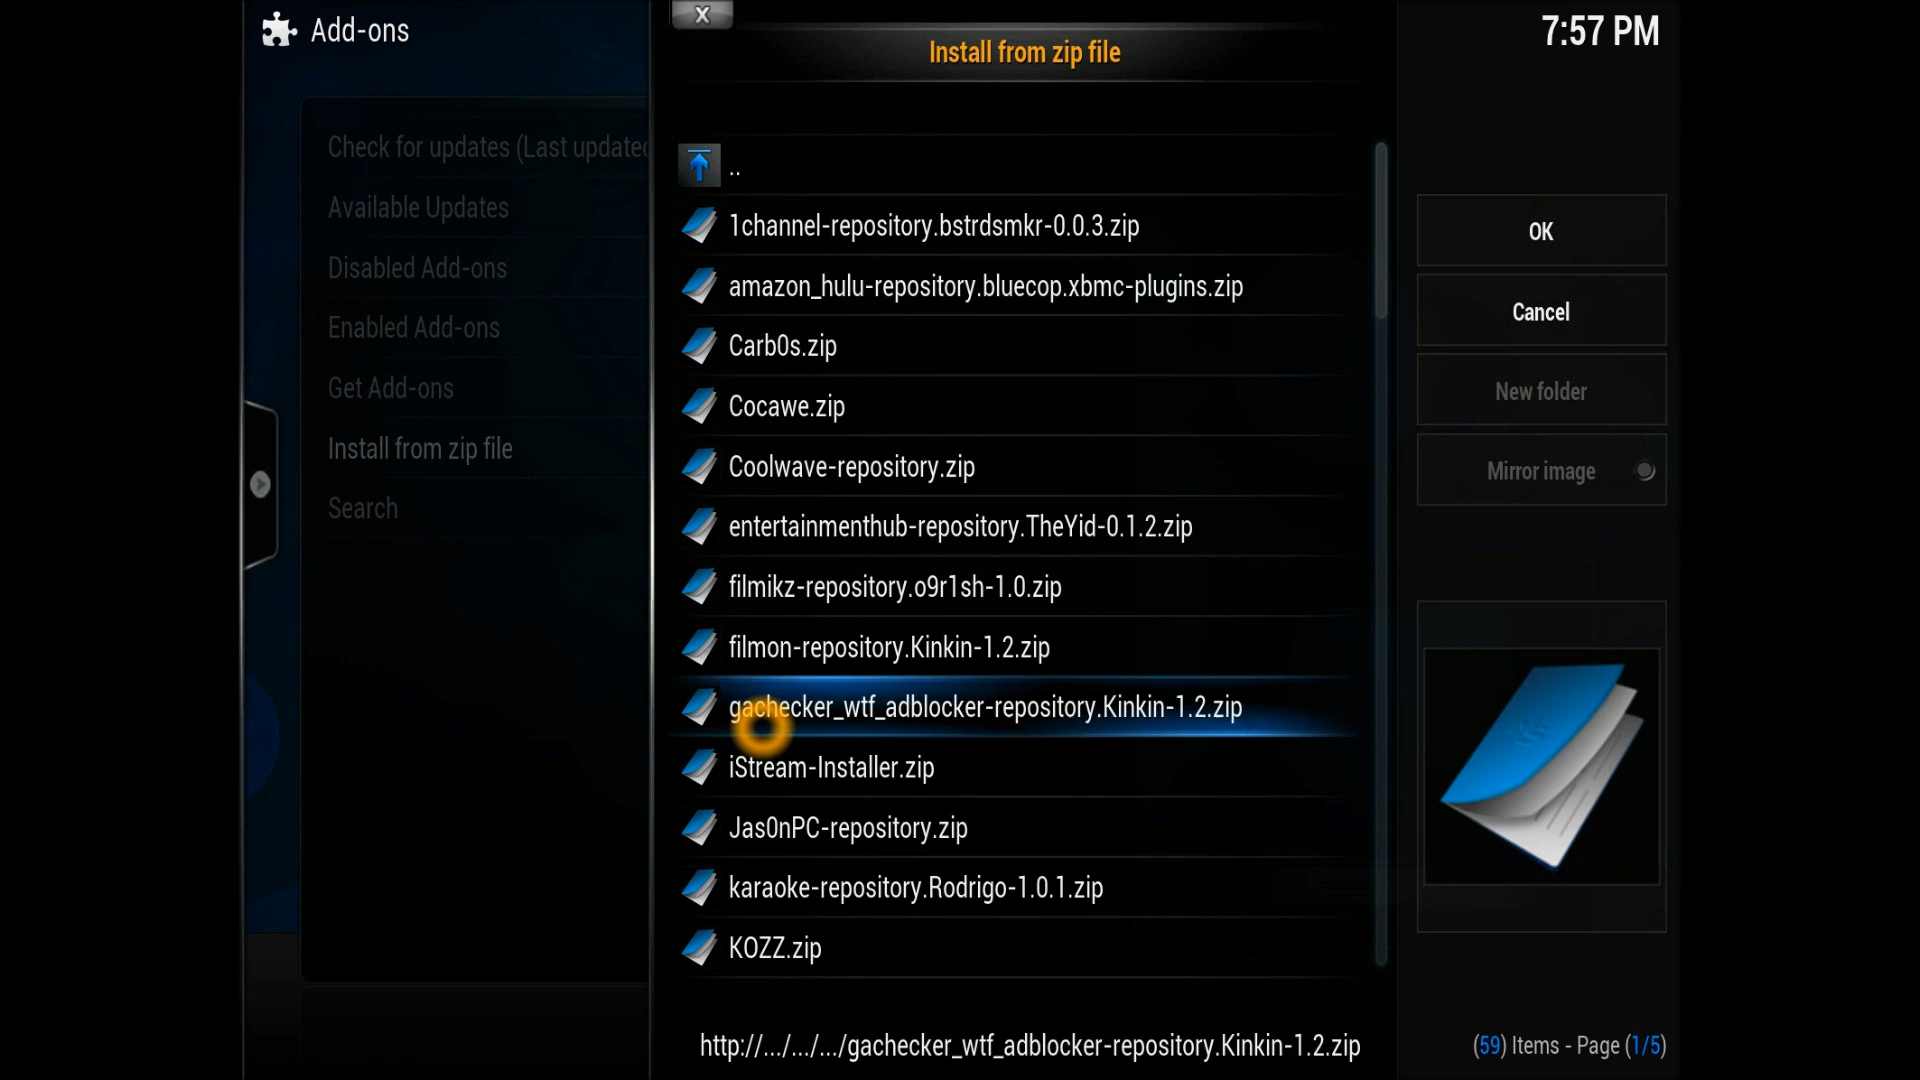 Add-ons
X
Install from zip file
7:57 PM
Check for updates (Last updated
Available Updates
Disabled Add-ons
Enabled Add-ons
Get Add-ons
Install from zip file
Search
..
1channel-repository.bstrdsmkr-0.0.3.zip
amazon_hulu-repository.bluecop.xbmc-plugins.zip
Carb0s.zip
Cocawe.zip
Coolwave-repository.zip
entertainmenthub-repository.TheYid-0.1.2.zip
filmikz-repository.o9r1sh-1.0.zip
filmon-repository.Kinkin-1.2.zip
gachecker_wtf_adblocker-repository.Kinkin-1.2.zip
iStream-Installer.zip
Jas0nPC-repository.zip
karaoke-repository.Rodrigo-1.0.1.zip
KOZZ.zip
OK
Cancel
New folder
Mirror image
http://.../.../.../gachecker_wtf_adblocker-repository.Kinkin-1.2.zip
(59) Items - Page (1/5)